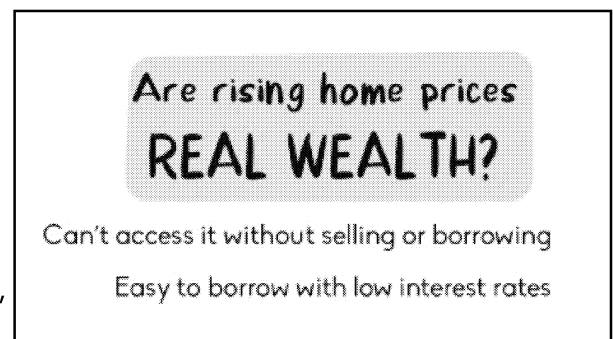 Are rising home prices
REAL WEALTH?
Can't access it without selling or borrowing
Easy to borrow with low interest rates
,